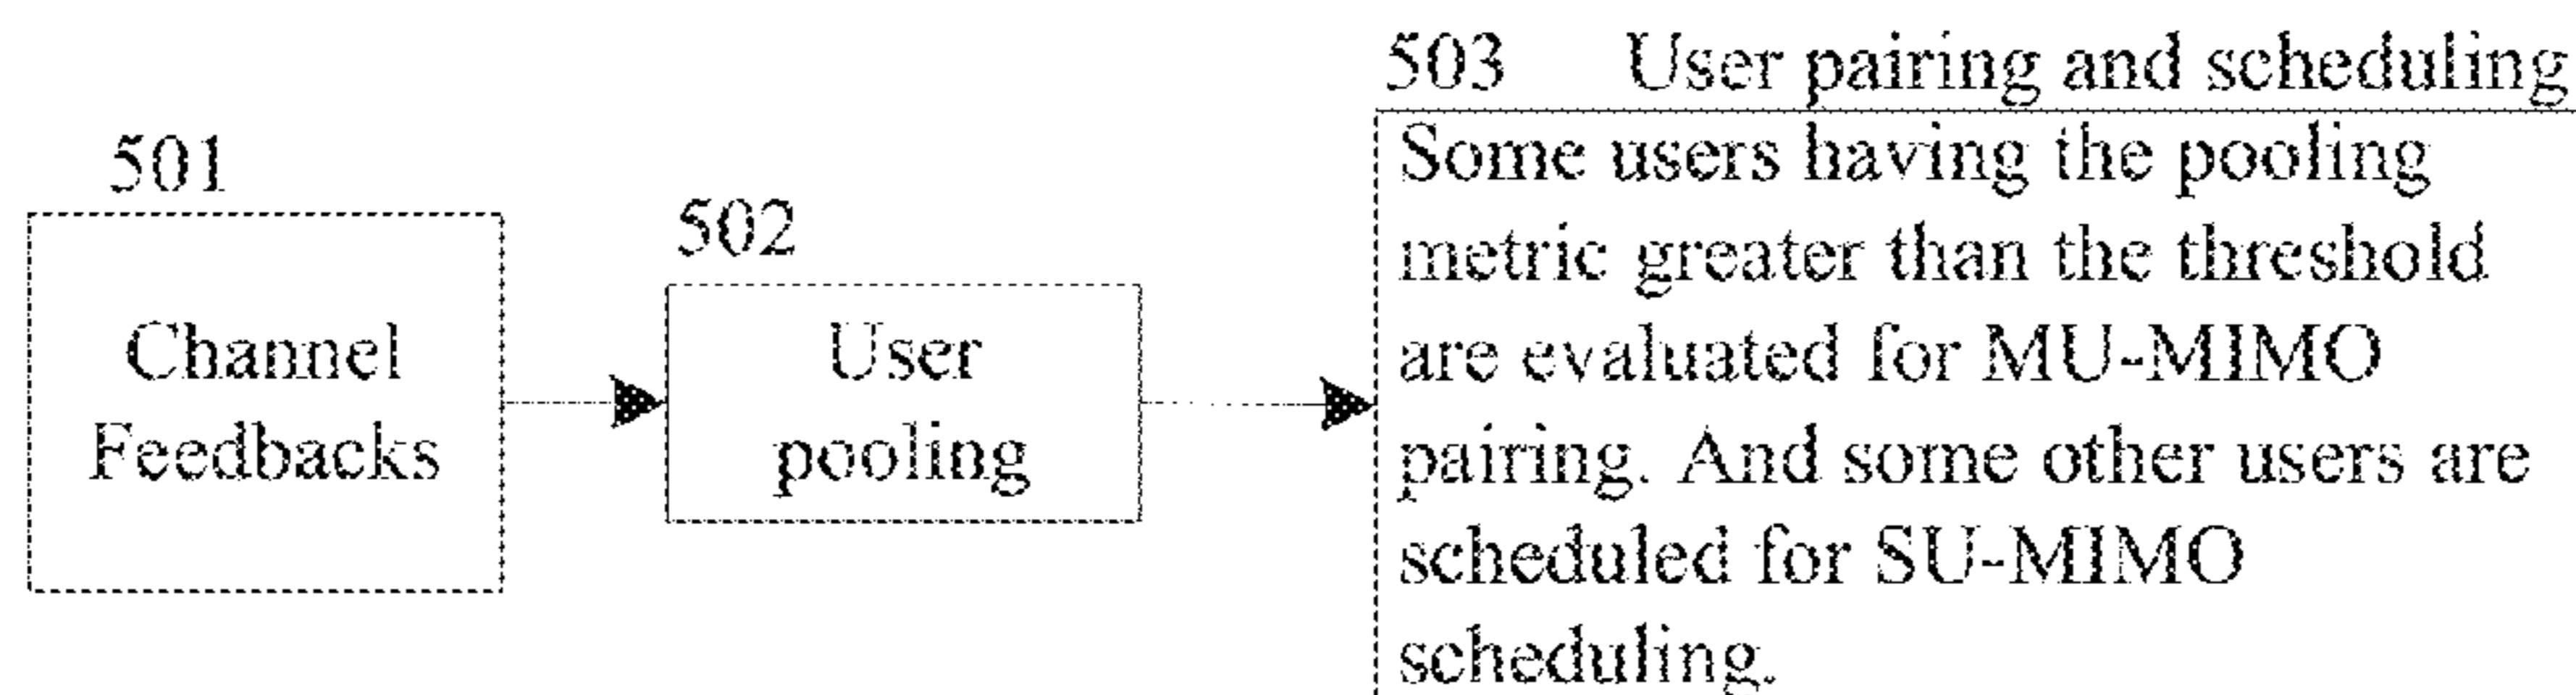 501
Channel
Feedbacks
502
User
pooling
503 User pairing and scheduling
Some users having the pooling
metric greater than the threshold
are evaluated for MU-MIMO
pairing. And some other users are
scheduled for SU-MIMO
scheduling.